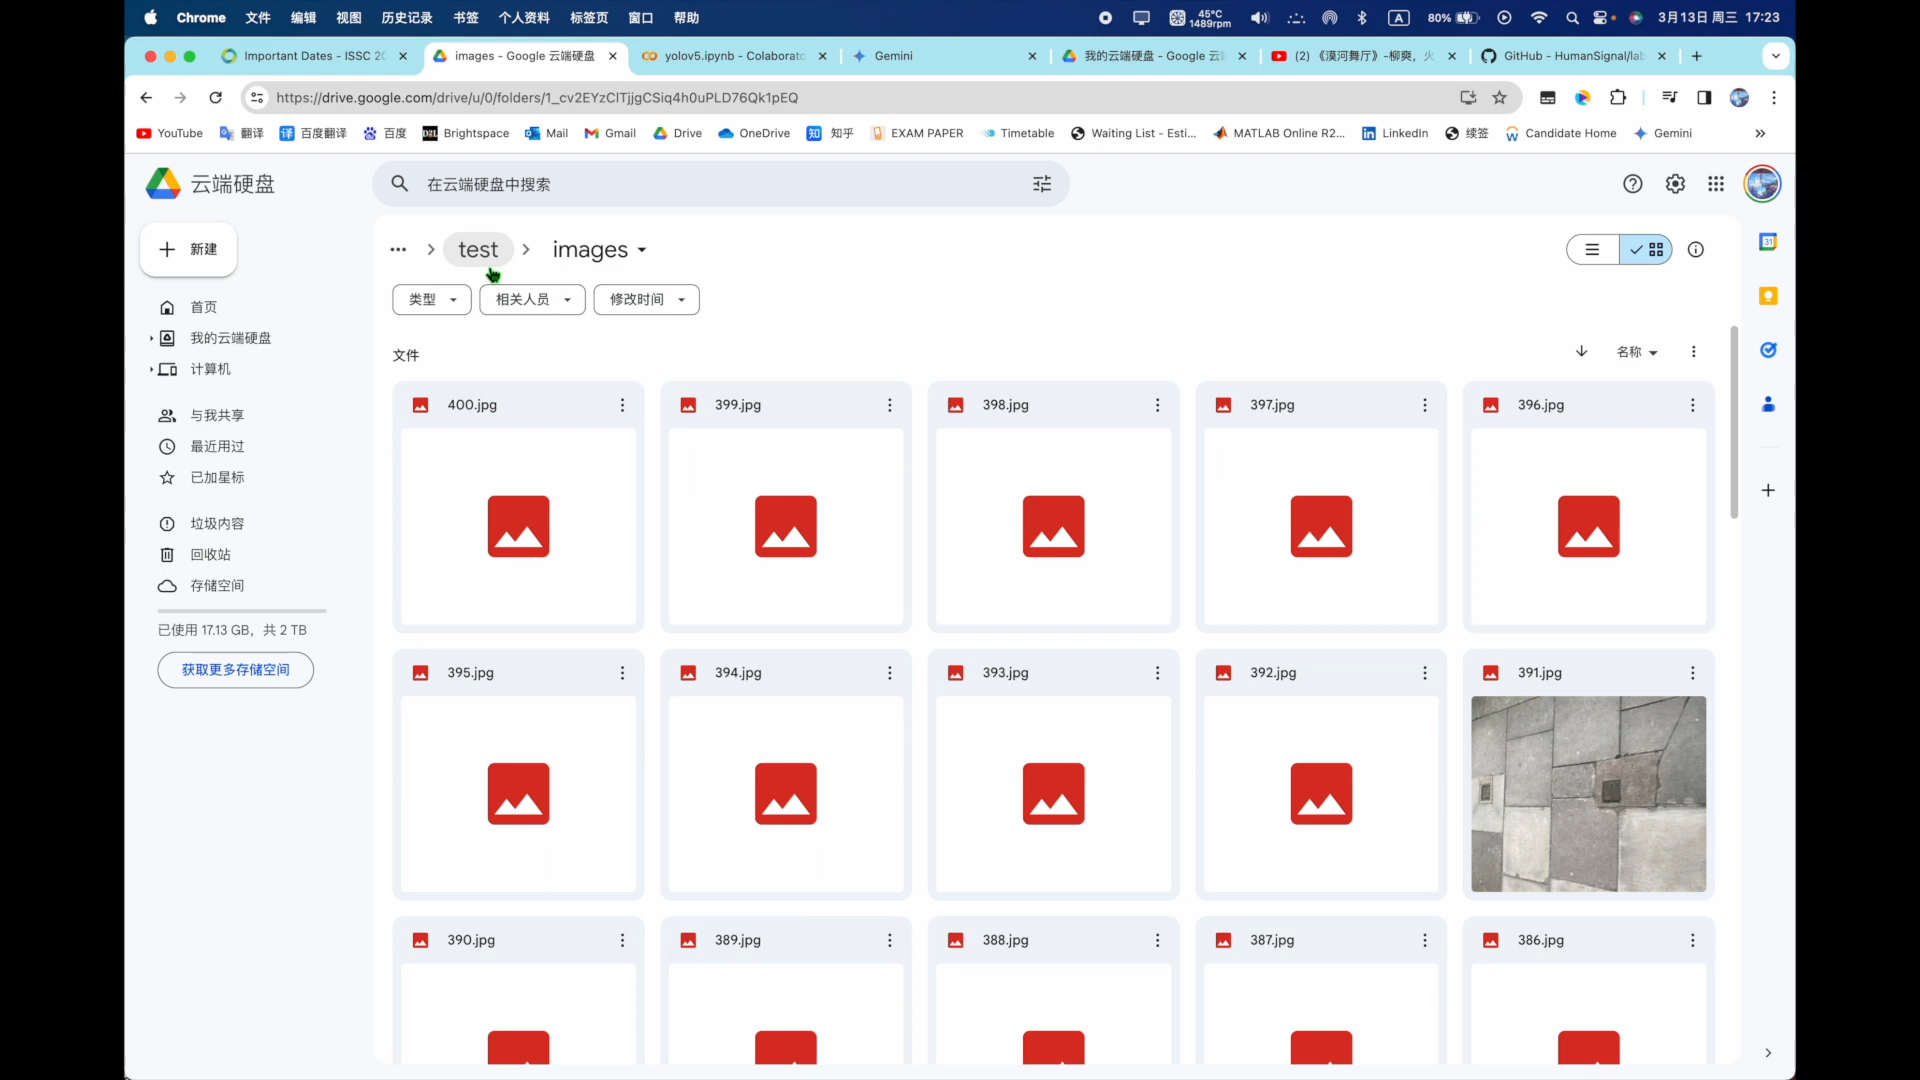 Chrome 文件 编辑 视图 历史记录 书签 个人资料 标签页 窗口 帮助 45°C 1489rpm A 80% 3月13日 周三 17:23
Important Dates - ISSC 20 images - Google 云端硬盘 yolov5.ipynb - Colaborato Gemini 我的云端硬盘 - Google 云端 (2) 《漠河舞厅》-柳爽, 火 GitHub - HumanSignal/lab
https://drive.google.com/drive/u/0/folders/1_cv2EYzCITjjgCSiq4h0uPLD76Qk1pEQ
YouTube 翻译 译 百度翻译 百度 D2L Brightspace Mail Gmail Drive OneDrive 知 知乎 EXAM PAPER Timetable Waiting List - Esti... MATLAB Online R2... LinkedIn 续签 Candidate Home Gemini
云端硬盘 在云端硬盘中搜索
新建
test images
31
类型 相关人员 修改时间
首页
我的云端硬盘
计算机
与我共享
最近用过
已加星标
垃圾内容
回收站
存储空间
已使用 17.13 GB，共 2 TB
获取更多存储空间
文件 名称
400.jpg 399.jpg 398.jpg 397.jpg 396.jpg
395.jpg 394.jpg 393.jpg 392.jpg 391.jpg
390.jpg 389.jpg 388.jpg 387.jpg 386.jpg